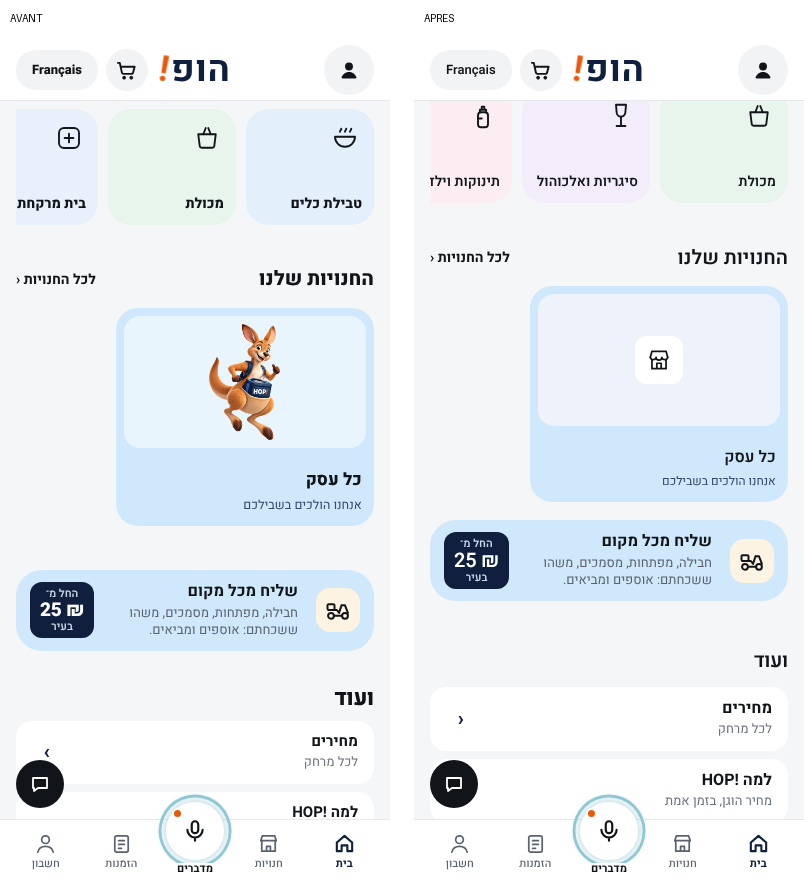 AVANT
Français
הופ!
טבילת כלים
מכולת
בית מרקחת
החנויות שלנו
לכל החנויות ›
HOP!
כל עסק
אנחנו הולכים בשבילכם
שליח מכל מקום
חבילה, מפתחות, מסמכים, משהו
ששכחתם: אוספים ומביאים.
החל מ־
25 ₪
בעיר
ועוד
מחירים
לכל מרחק
למה HOP!
בית
חנויות
מדברים
הזמנות
חשבון
APRES
Français
הופ!
מכולת
סיגריות ואלכוהול
תינוקות וילד
החנויות שלנו
לכל החנויות ›
כל עסק
אנחנו הולכים בשבילכם
שליח מכל מקום
חבילה, מפתחות, מסמכים, משהו
ששכחתם: אוספים ומביאים.
החל מ־
25 ₪
בעיר
ועוד
מחירים
לכל מרחק
למה HOP!
מחיר הוגן, בזמן אמת
בית
חנויות
מדברים
הזמנות
חשבון